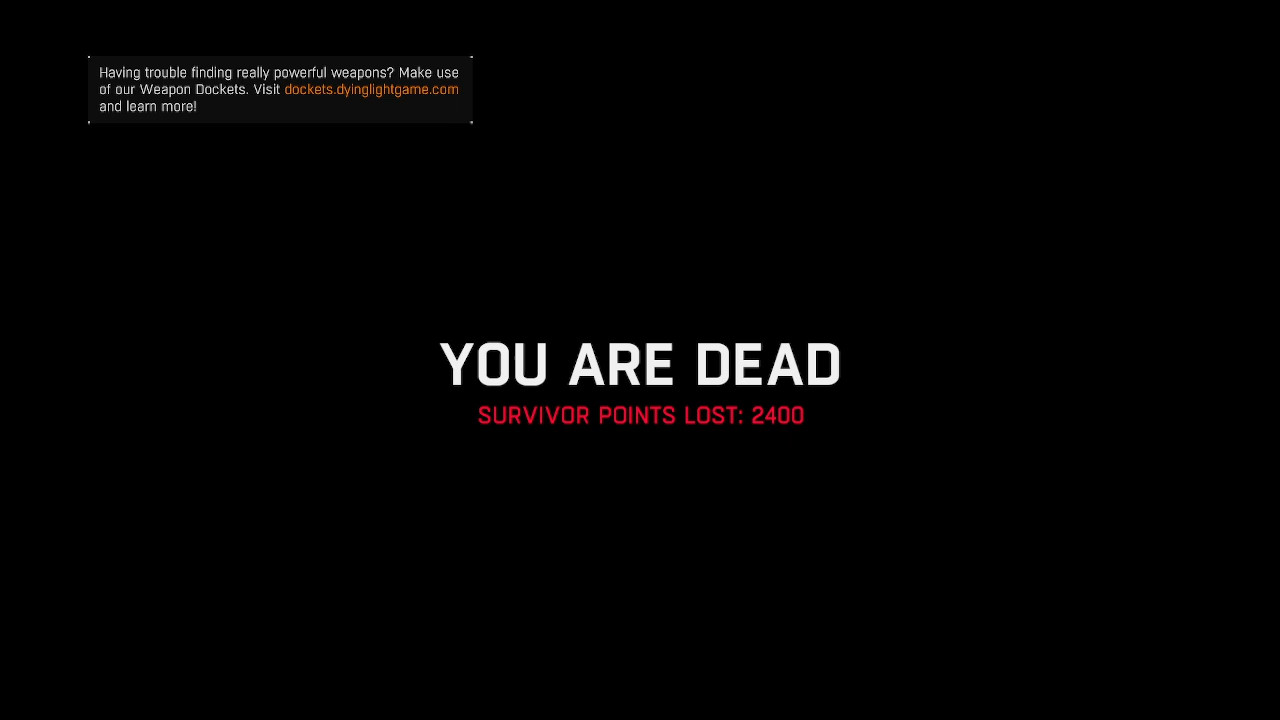 Having trouble finding really powerful weapons? Make use
of our Weapon Dockets. Visit dockets.dyinglightgame.com
and learn more!
YOU ARE DEAD
SURVIVOR POINTS LOST: 2400